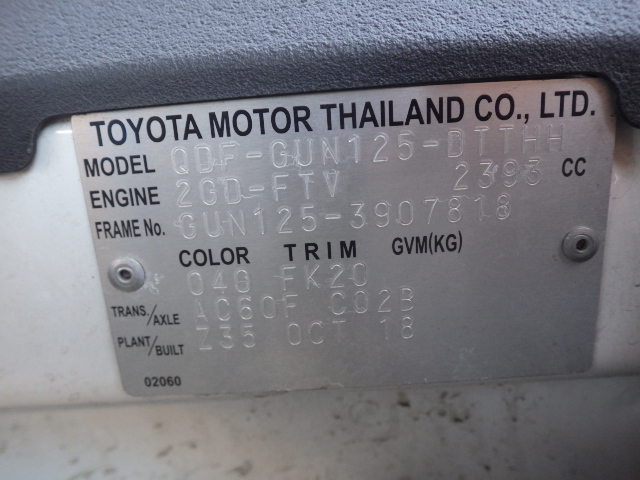 TOYOTA MOTOR THAILAND CO., LTD.
MODEL QDF-GUN125-DTTHH
ENGINE 2GD-FTV 2393 CC
FRAME No. GUN125-3907818
COLOR TRIM GVM(KG)
040 FK20
TRANS./AXLE AC60F C02B
PLANT/BUILT Z35 OCT 18
02060